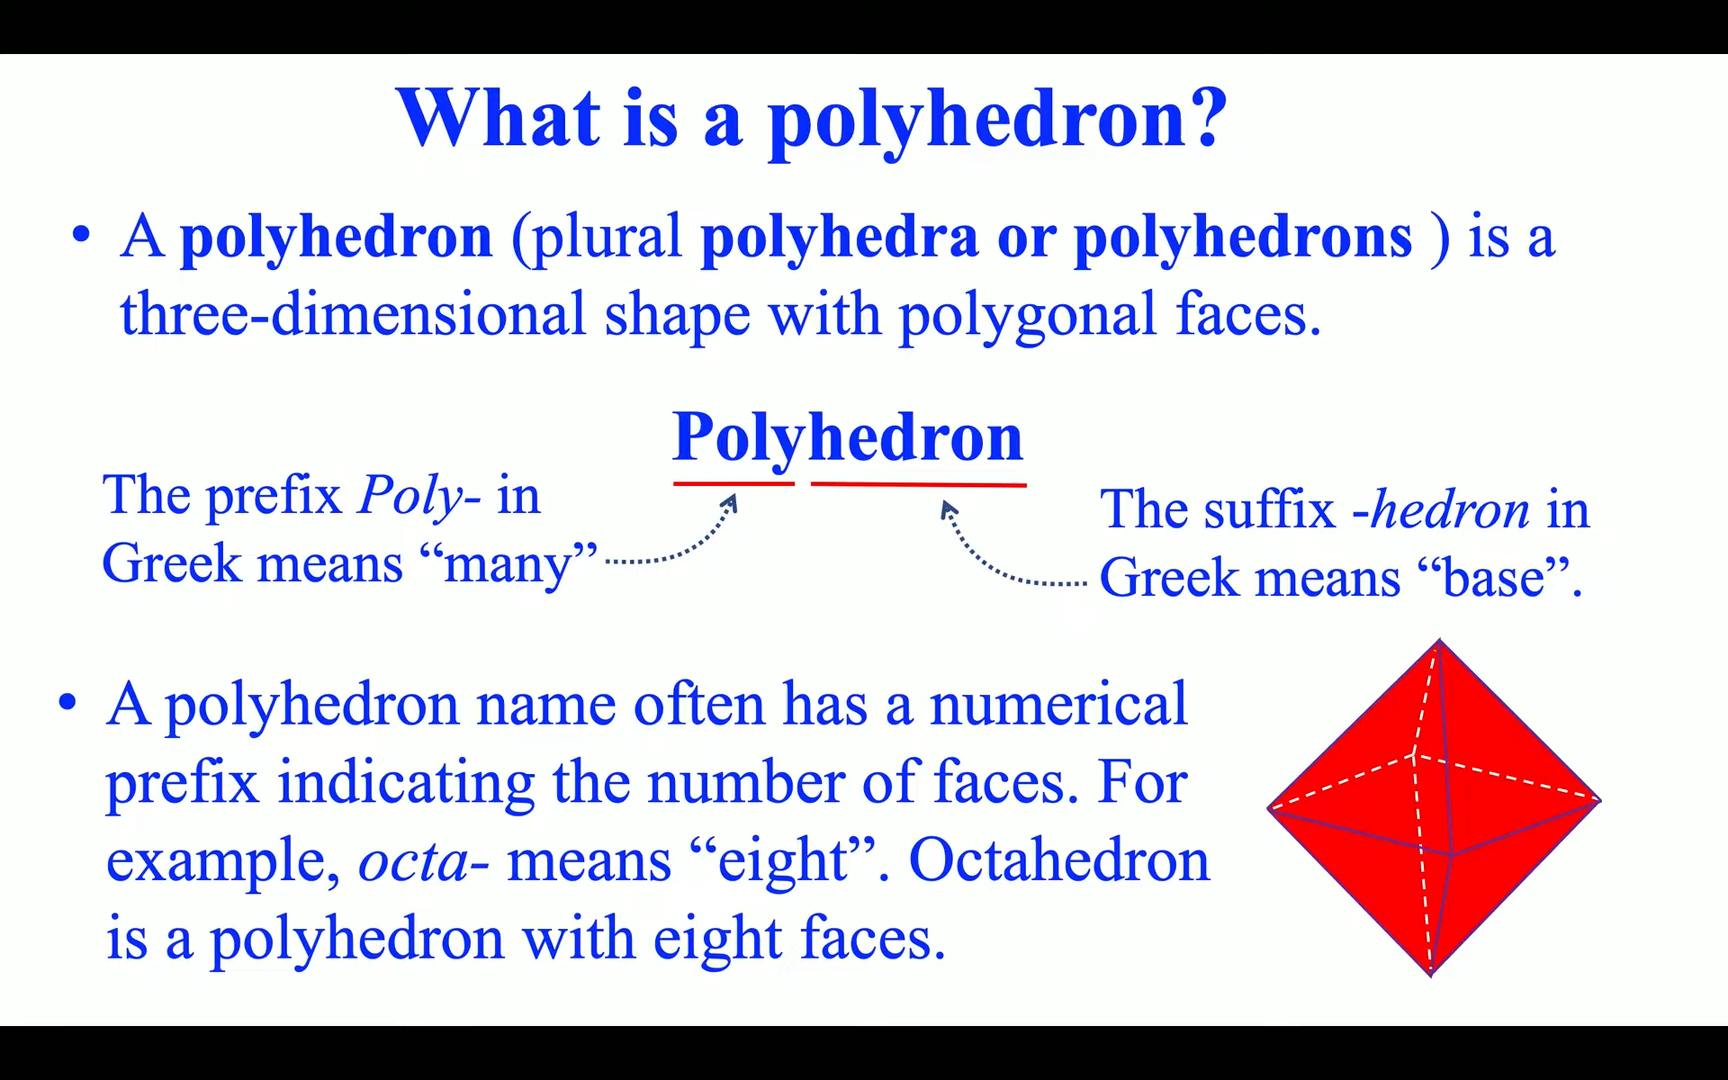 What is a polyhedron?
• A polyhedron (plural polyhedra or polyhedrons ) is a
three-dimensional shape with polygonal faces.
Polyhedron
The prefix Poly- in
Greek means “many”
The suffix -hedron in
Greek means “base”.
• A polyhedron name often has a numerical
prefix indicating the number of faces. For
example, octa- means “eight”. Octahedron
is a polyhedron with eight faces.